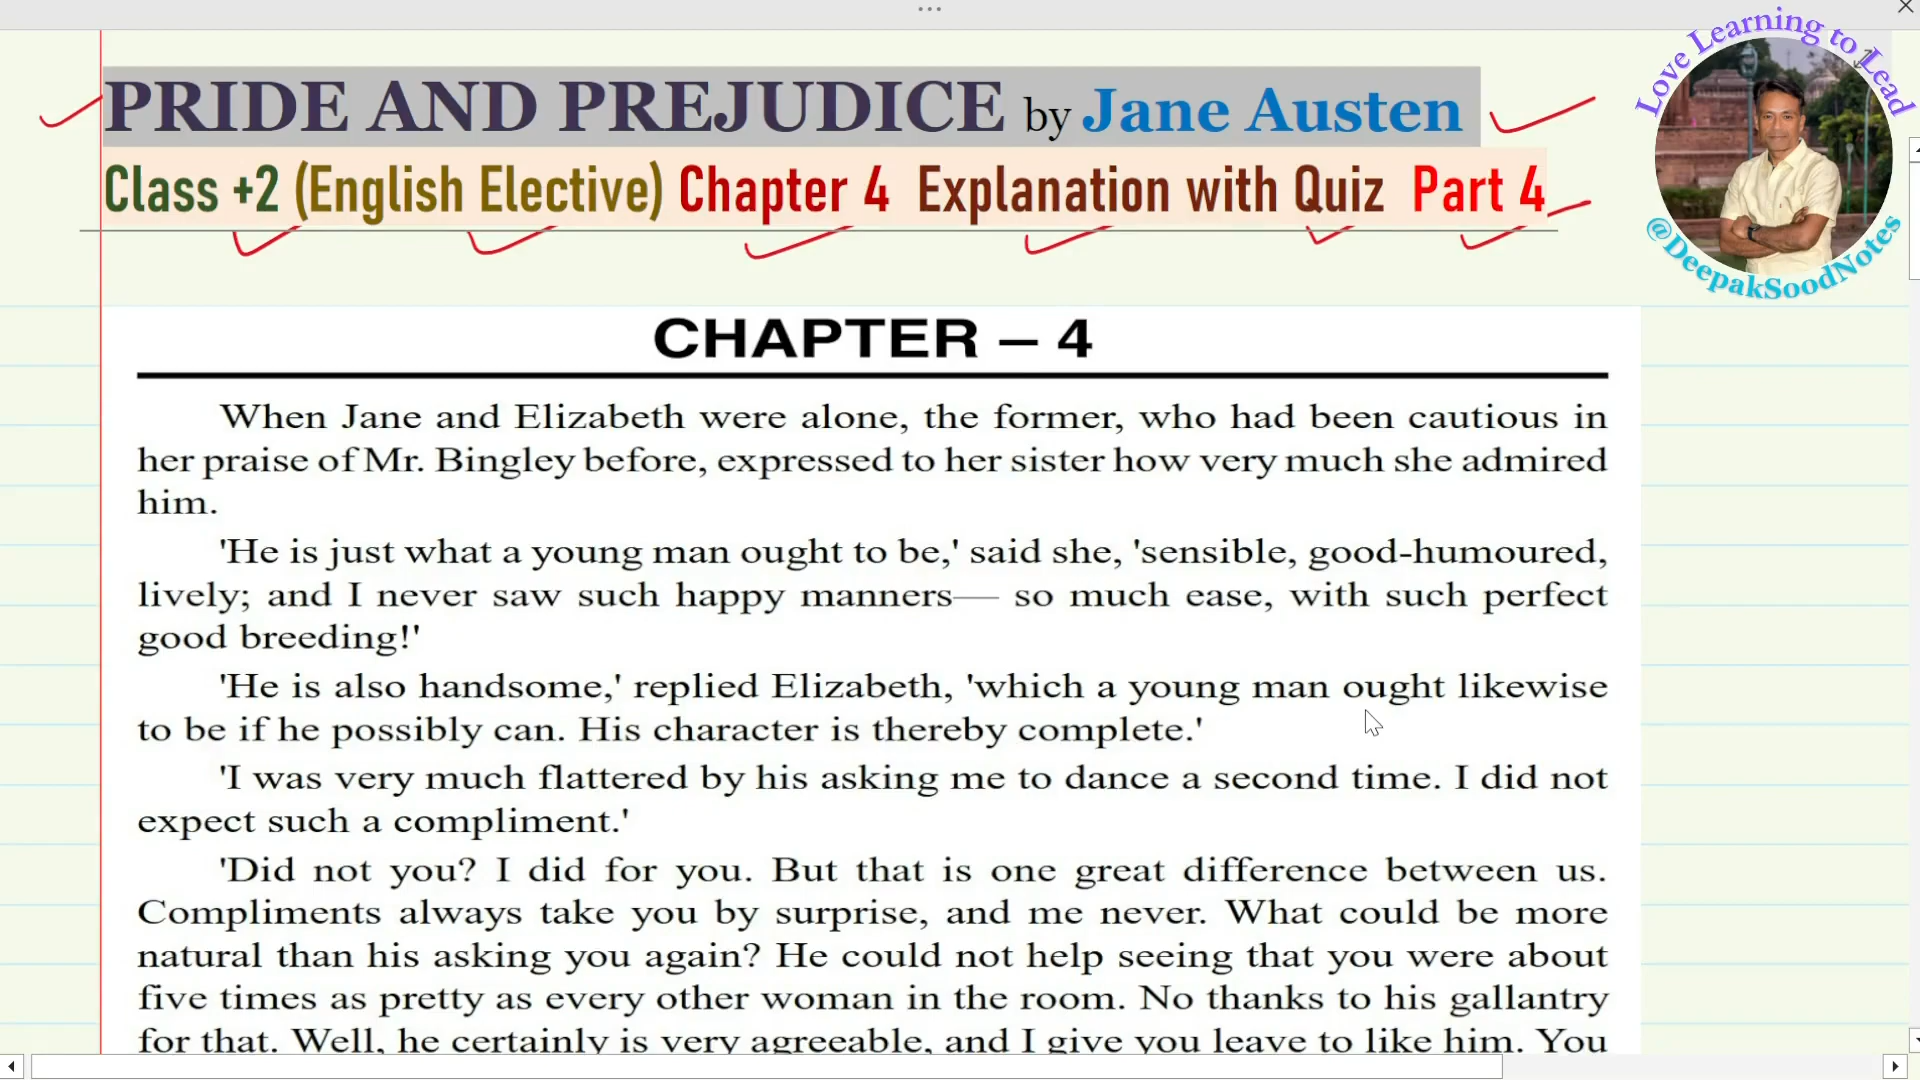 PRIDE AND PREJUDICE by Jane Austen
Class +2 (English Elective) Chapter 4 Explanation with Quiz Part 4
Love Learning to Lead
@DeepakSoodNotes
CHAPTER – 4
When Jane and Elizabeth were alone, the former, who had been cautious in
her praise of Mr. Bingley before, expressed to her sister how very much she admired
him.
'He is just what a young man ought to be,' said she, 'sensible, good-humoured,
lively; and I never saw such happy manners— so much ease, with such perfect
good breeding!'
'He is also handsome,' replied Elizabeth, 'which a young man ought likewise
to be if he possibly can. His character is thereby complete.'
'I was very much flattered by his asking me to dance a second time. I did not
expect such a compliment.'
'Did not you? I did for you. But that is one great difference between us.
Compliments always take you by surprise, and me never. What could be more
natural than his asking you again? He could not help seeing that you were about
five times as pretty as every other woman in the room. No thanks to his gallantry
for that. Well, he certainly is very agreeable, and I give you leave to like him. You